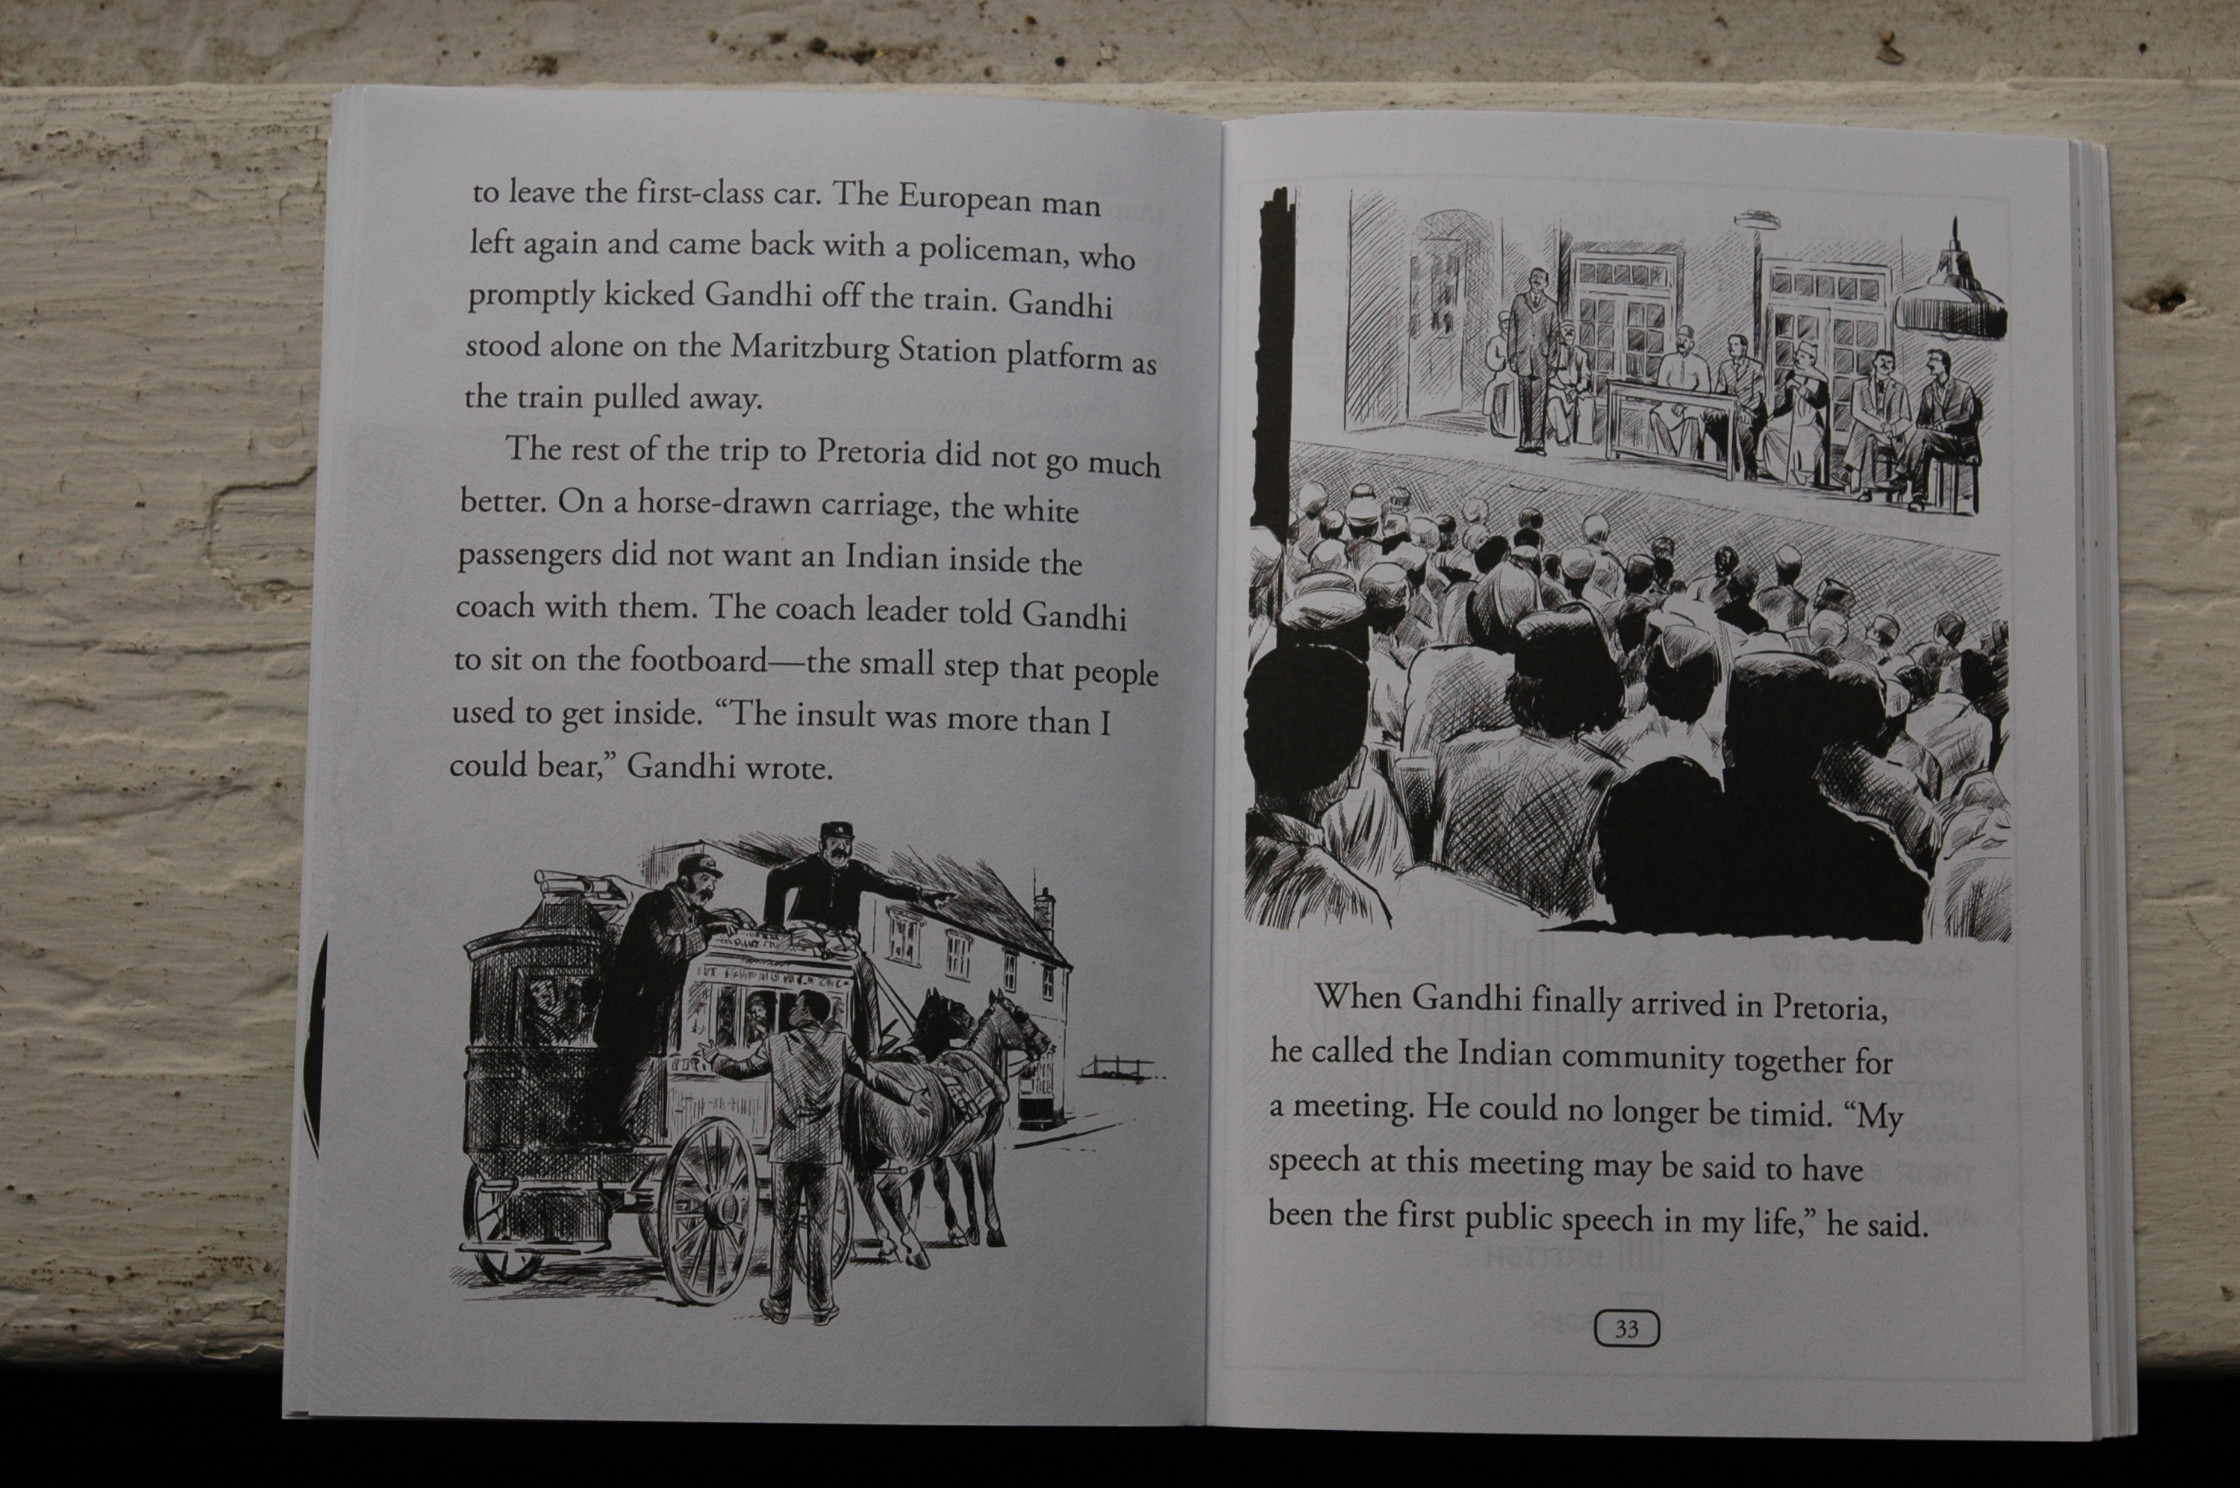 to leave the first-class car. The European man
left again and came back with a policeman, who
promptly kicked Gandhi off the train. Gandhi
stood alone on the Maritzburg Station platform as
the train pulled away.
The rest of the trip to Pretoria did not go much
better. On a horse-drawn carriage, the white
passengers did not want an Indian inside the
coach with them. The coach leader told Gandhi
to sit on the footboard—the small step that people
used to get inside. “The insult was more than I
could bear,” Gandhi wrote.
When Gandhi finally arrived in Pretoria,
he called the Indian community together for
a meeting. He could no longer be timid. “My
speech at this meeting may be said to have
been the first public speech in my life,” he said.
33